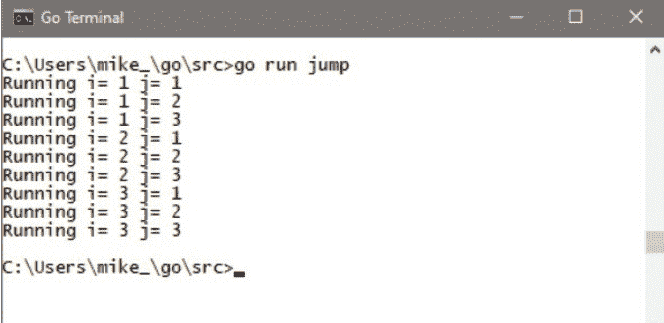 Go Terminal
C:\Users\mike_\go\src>go run jump
Running i= 1 j= 1
Running i= 1 j= 2
Running i= 1 j= 3
Running i= 2 j= 1
Running i= 2 j= 2
Running i= 2 j= 3
Running i= 3 j= 1
Running i= 3 j= 2
Running i= 3 j= 3
C:\Users\mike_\go\src>